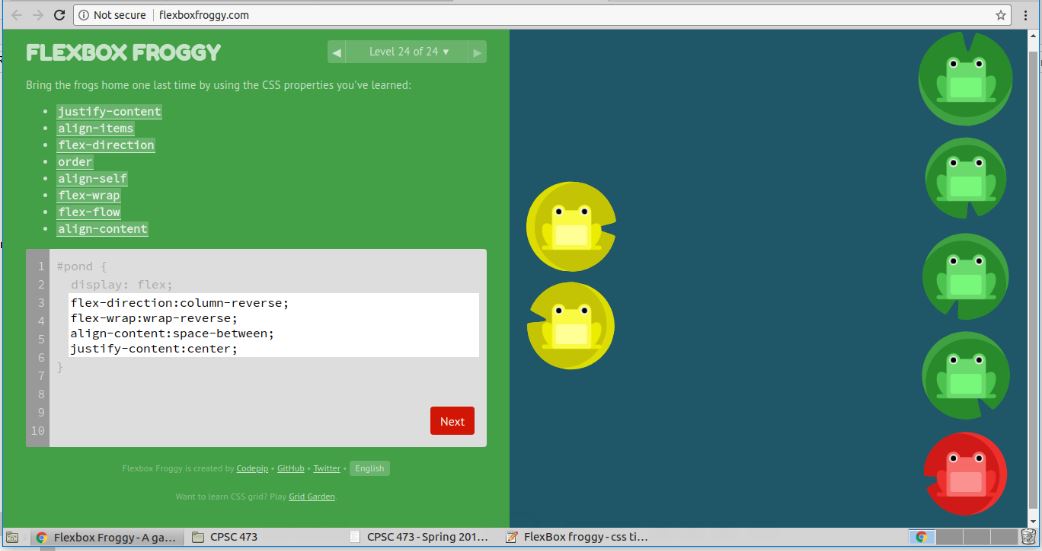 Not secure | flexboxfroggy.com
FLEXBOX FROGGY
◀ Level 24 of 24 ▼ ▶
Bring the frogs home one last time by using the CSS properties you've learned:
• justify-content
• align-items
• flex-direction
• order
• align-self
• flex-wrap
• flex-flow
• align-content
1 #pond {
2 display: flex;
3 flex-direction:column-reverse;
4 flex-wrap:wrap-reverse;
5 align-content:space-between;
6 justify-content:center;
7 }
8
9
10
Next
Flexbox Froggy is created by Codepip • GitHub • Twitter • English
Want to learn CSS grid? Play Grid Garden.
Flexbox Froggy - A ga... CPSC 473 CPSC 473 - Spring 201... FlexBox froggy - css ti...